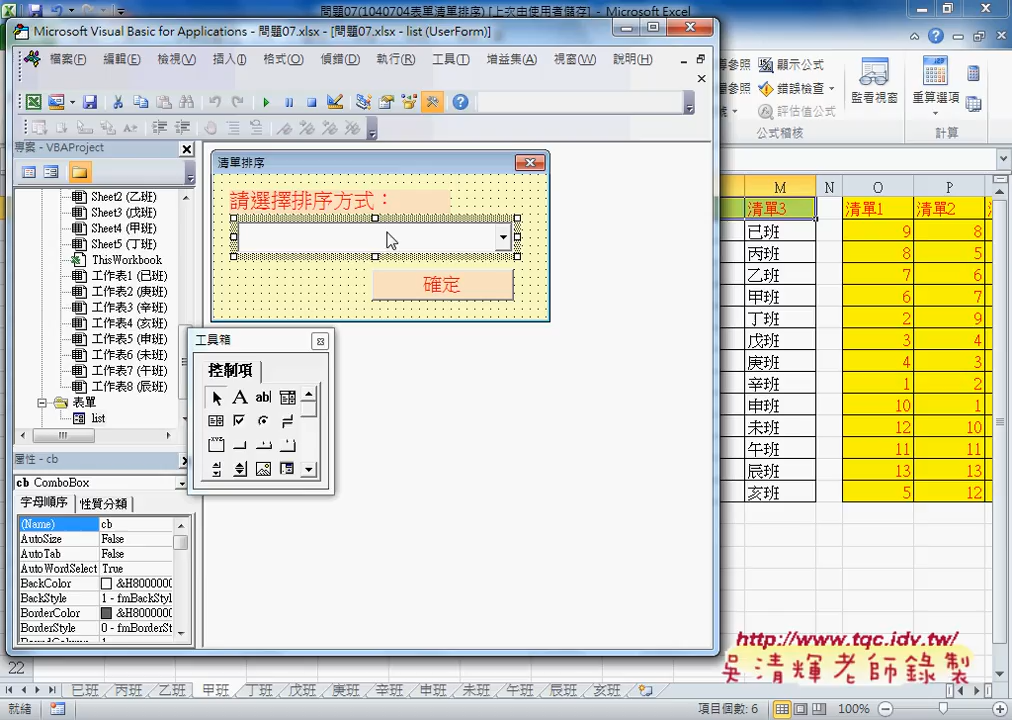 問題07(1040704表單清單排序) [上次由使用者儲存] - Microsoft Excel
Microsoft Visual Basic for Applications - 問題07.xlsx - [問題07.xlsx - list (UserForm)]
檔案(F) 編輯(E) 檢視(V) 插入(I) 格式(O) 偵錯(D) 執行(R) 工具(T) 增益集(A) 視窗(W) 說明(H)
參照 顯示公式
參照 錯誤檢查
評估值公式
監看視窗 重算選項
公式稽核 計算
專案 - VBAProject
Sheet2 (乙班)
Sheet3 (戊班)
Sheet4 (丁班)
Sheet5 (丁班)
ThisWorkbook
工作表1 (已班)
工作表2 (庚班)
工作表3 (辛班)
工作表4 (亥班)
工作表5 (申班)
工作表6 (未班)
工作表7 (午班)
工作表8 (辰班)
表單
list
屬性 - cb
cb ComboBox
字母順序 性質分類
(Name) cb
AutoSize False
AutoTab False
AutoWordSelect True
BackColor &H8000000
BackStyle 1 - fmBackSt
BorderColor &H8000000
BorderStyle 0 - fmBorderSt
清單排序
請選擇排序方式：
確定
工具箱
控制項
M N O P
清單3 清單1 清單2
已班 9 8
丙班 8 5
乙班 7 6
甲班 6 7
丁班 2 9
戊班 3 4
庚班 4 3
辛班 1 2
申班 10 1
未班 12 10
午班 11 11
辰班 13 13
亥班 5 12
22
http://www.tqc.idv.tw/
吳清輝老師錄製
已班 丙班 乙班 甲班 丁班 戊班 庚班 辛班 申班 未班 午班 辰班 亥班
就緒 項目個數: 6 100%